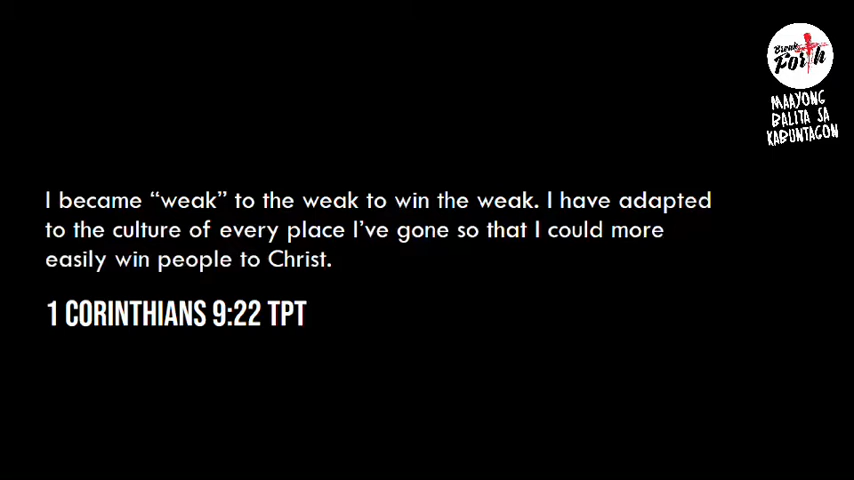 Break
Forth
MAAYONG
BALITA SA
KABUNTAGON
I became “weak” to the weak to win the weak. I have adapted
to the culture of every place I’ve gone so that I could more
easily win people to Christ.
1 CORINTHIANS 9:22 TPT